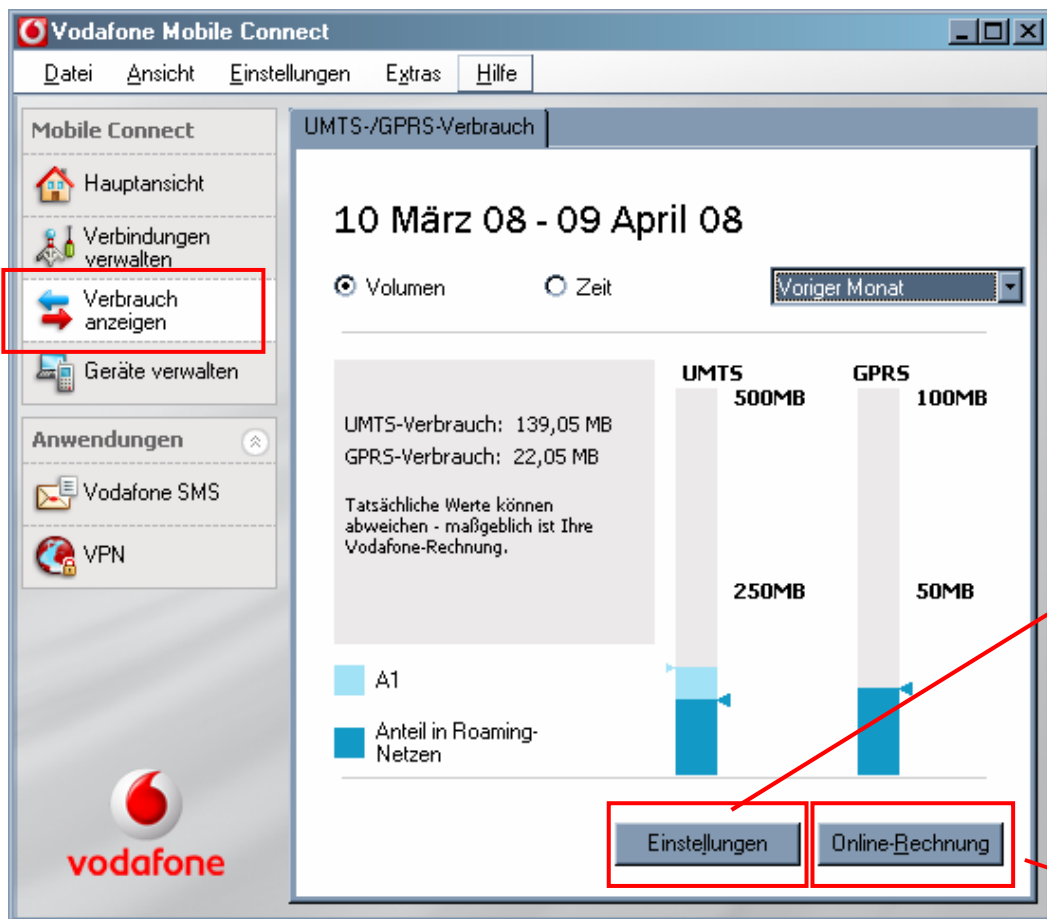 Vodafone Mobile Connect
Datei Ansicht Einstellungen Extras Hilfe
Mobile Connect
Hauptansicht
Verbindungen
verwalten
Verbrauch
anzeigen
Geräte verwalten
Anwendungen
Vodafone SMS
VPN
vodafone
UMTS-/GPRS-Verbrauch
10 März 08 - 09 April 08
Volumen
Zeit
Voriger Monat
UMTS-Verbrauch: 139,05 MB
GPRS-Verbrauch: 22,05 MB
Tatsächliche Werte können
abweichen - maßgeblich ist Ihre
Vodafone-Rechnung.
UMTS
500MB
250MB
GPRS
100MB
50MB
A1
Anteil in Roaming-
Netzen
Einstellungen
Online-Rechnung